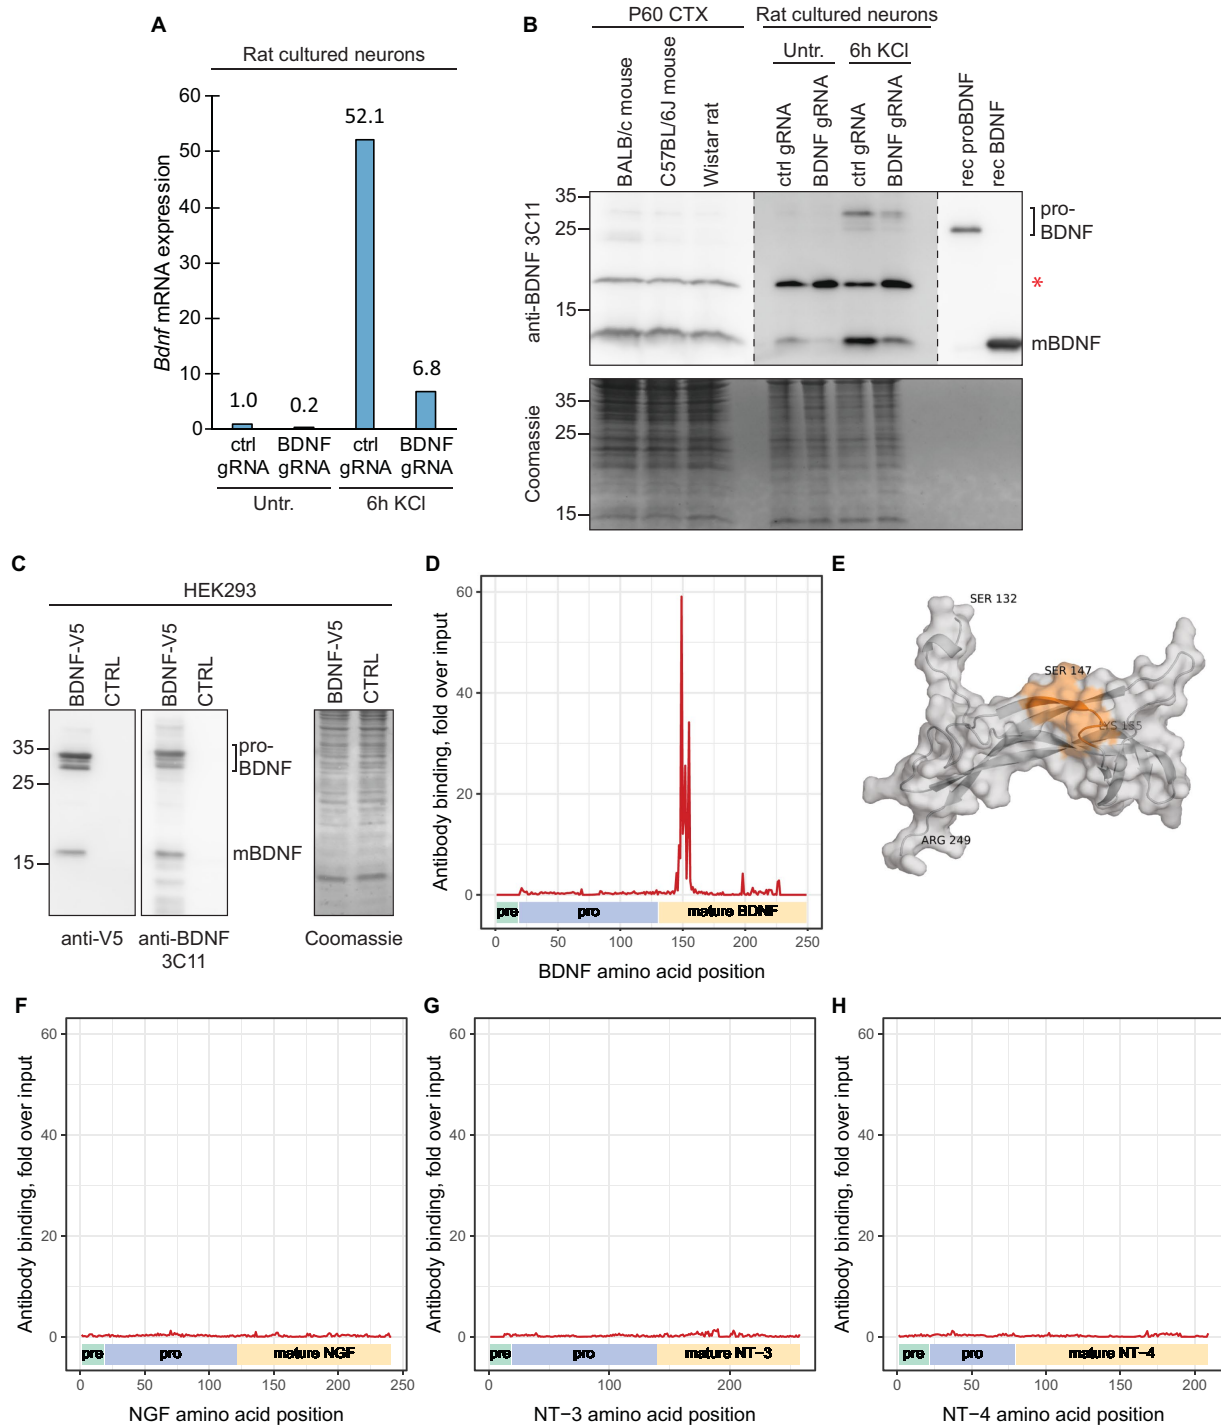 A
Rat cultured neurons
Bdnf mRNA expression
60
50
40
30
20
10
0
1.0
0.2
52.1
6.8
ctrl gRNA
BDNF gRNA
ctrl gRNA
BDNF gRNA
Untr.
6h KCl
B
P60 CTX
Rat cultured neurons
Untr.
6h KCl
BALB/c mouse
C57BL/6J mouse
Wistar rat
ctrl gRNA
BDNF gRNA
ctrl gRNA
BDNF gRNA
rec proBDNF
rec BDNF
anti-BDNF 3C11
35
25
15
pro-
BDNF
*
mBDNF
Coomassie
35
25
15
C
HEK293
BDNF-V5
CTRL
BDNF-V5
CTRL
BDNF-V5
CTRL
35
25
15
pro-
BDNF
mBDNF
anti-V5
anti-BDNF
3C11
Coomassie
D
Antibody binding, fold over input
60
40
20
0
pre
pro
mature BDNF
0
50
100
150
200
250
BDNF amino acid position
E
SER 132
SER 147
LYS 155
ARG 249
F
Antibody binding, fold over input
60
40
20
0
pre
pro
mature NGF
0
50
100
150
200
250
NGF amino acid position
G
Antibody binding, fold over input
60
40
20
0
pre
pro
mature NT−3
0
100
200
NT−3 amino acid position
H
Antibody binding, fold over input
60
40
20
0
pre
pro
mature NT−4
0
50
100
150
200
NT−4 amino acid position